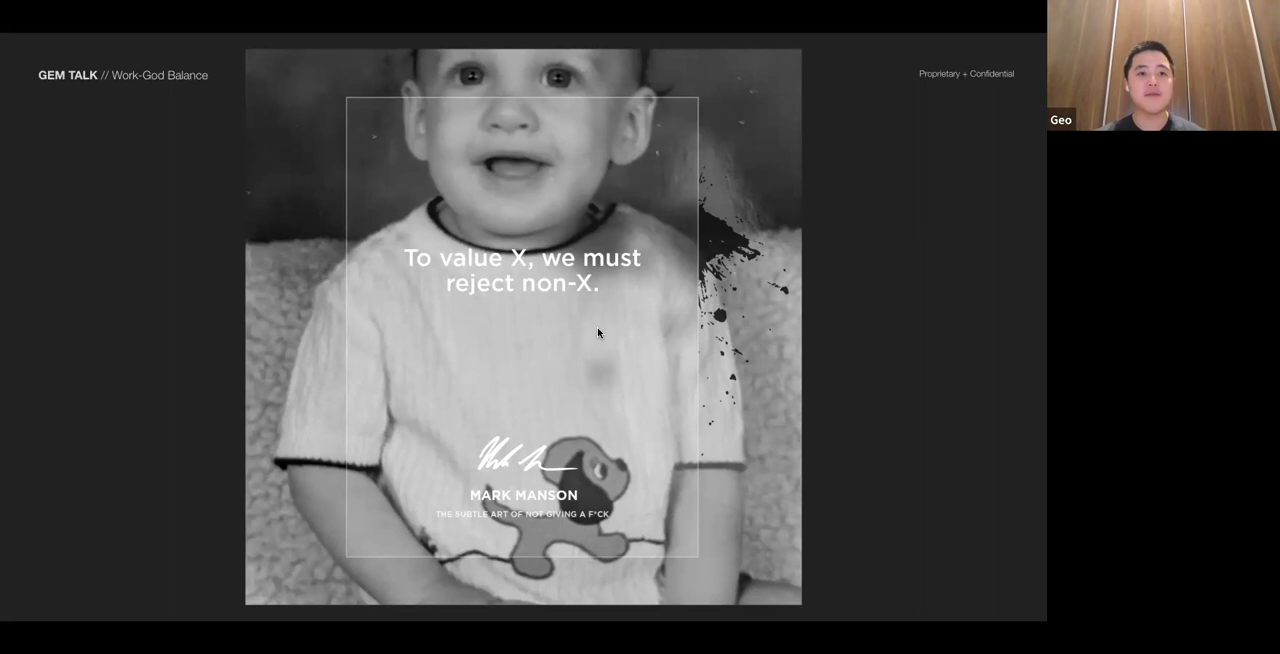 GEM TALK // Work-God Balance
Proprietary + Confidential
Geo
To value X, we must
reject non-X.
MARK MANSON
THE SUBTLE ART OF NOT GIVING A F*CK